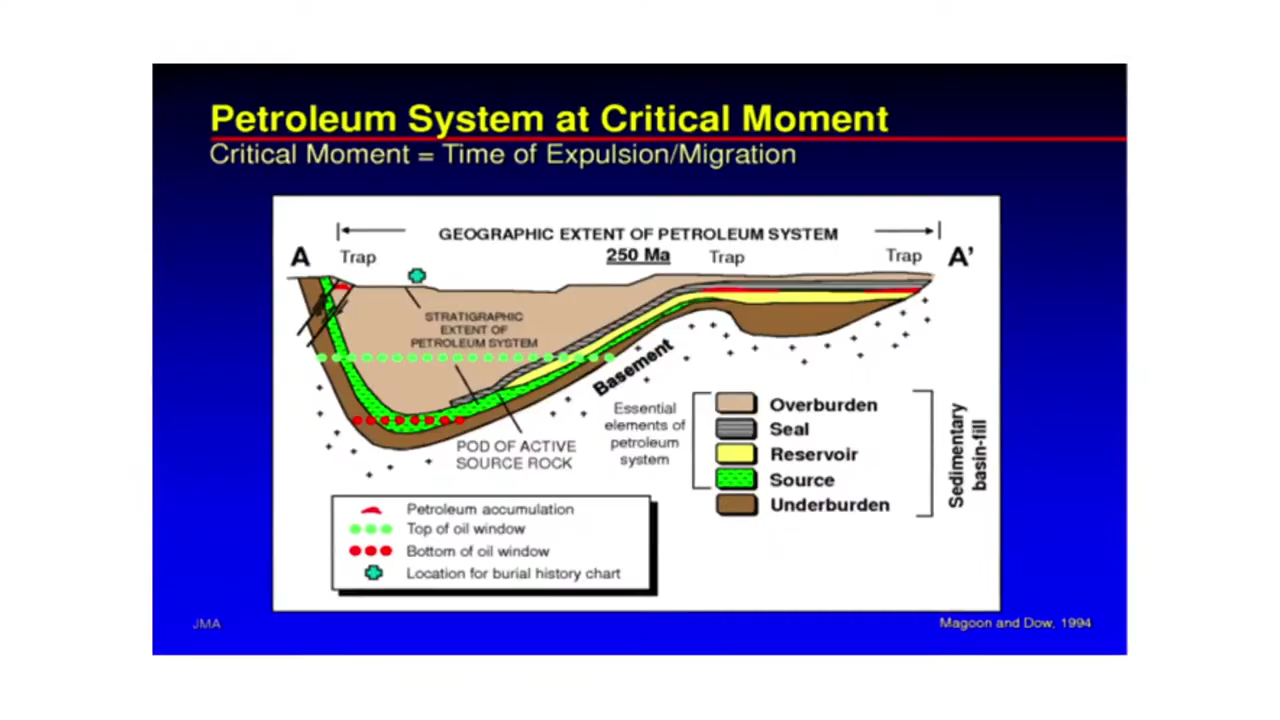 Petroleum System at Critical Moment
Critical Moment = Time of Expulsion/Migration
GEOGRAPHIC EXTENT OF PETROLEUM SYSTEM
A Trap 250 Ma Trap Trap A'
STRATIGRAPHIC
EXTENT OF
PETROLEUM SYSTEM
Basement
POD OF ACTIVE
SOURCE ROCK
Essential
elements of
petroleum
system
Overburden
Seal
Reservoir
Source
Underburden
Sedimentary
basin-fill
Petroleum accumulation
Top of oil window
Bottom of oil window
Location for burial history chart
JMA
Magoon and Dow, 1994